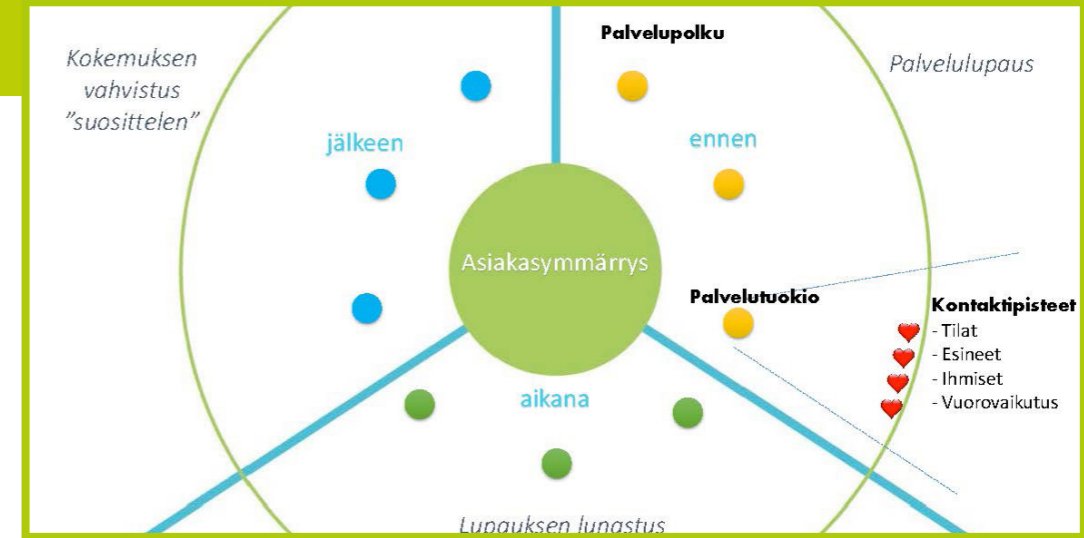 Palvelupolku
Kokemuksen
vahvistus
"suosittelen"
Palvelulupaus
jälkeen
ennen
Asiakasymmärrys
Palvelutuokio
Kontaktipisteet
- Tilat
- Esineet
- Ihmiset
- Vuorovaikutus
aikana
Lupauksen lunastus